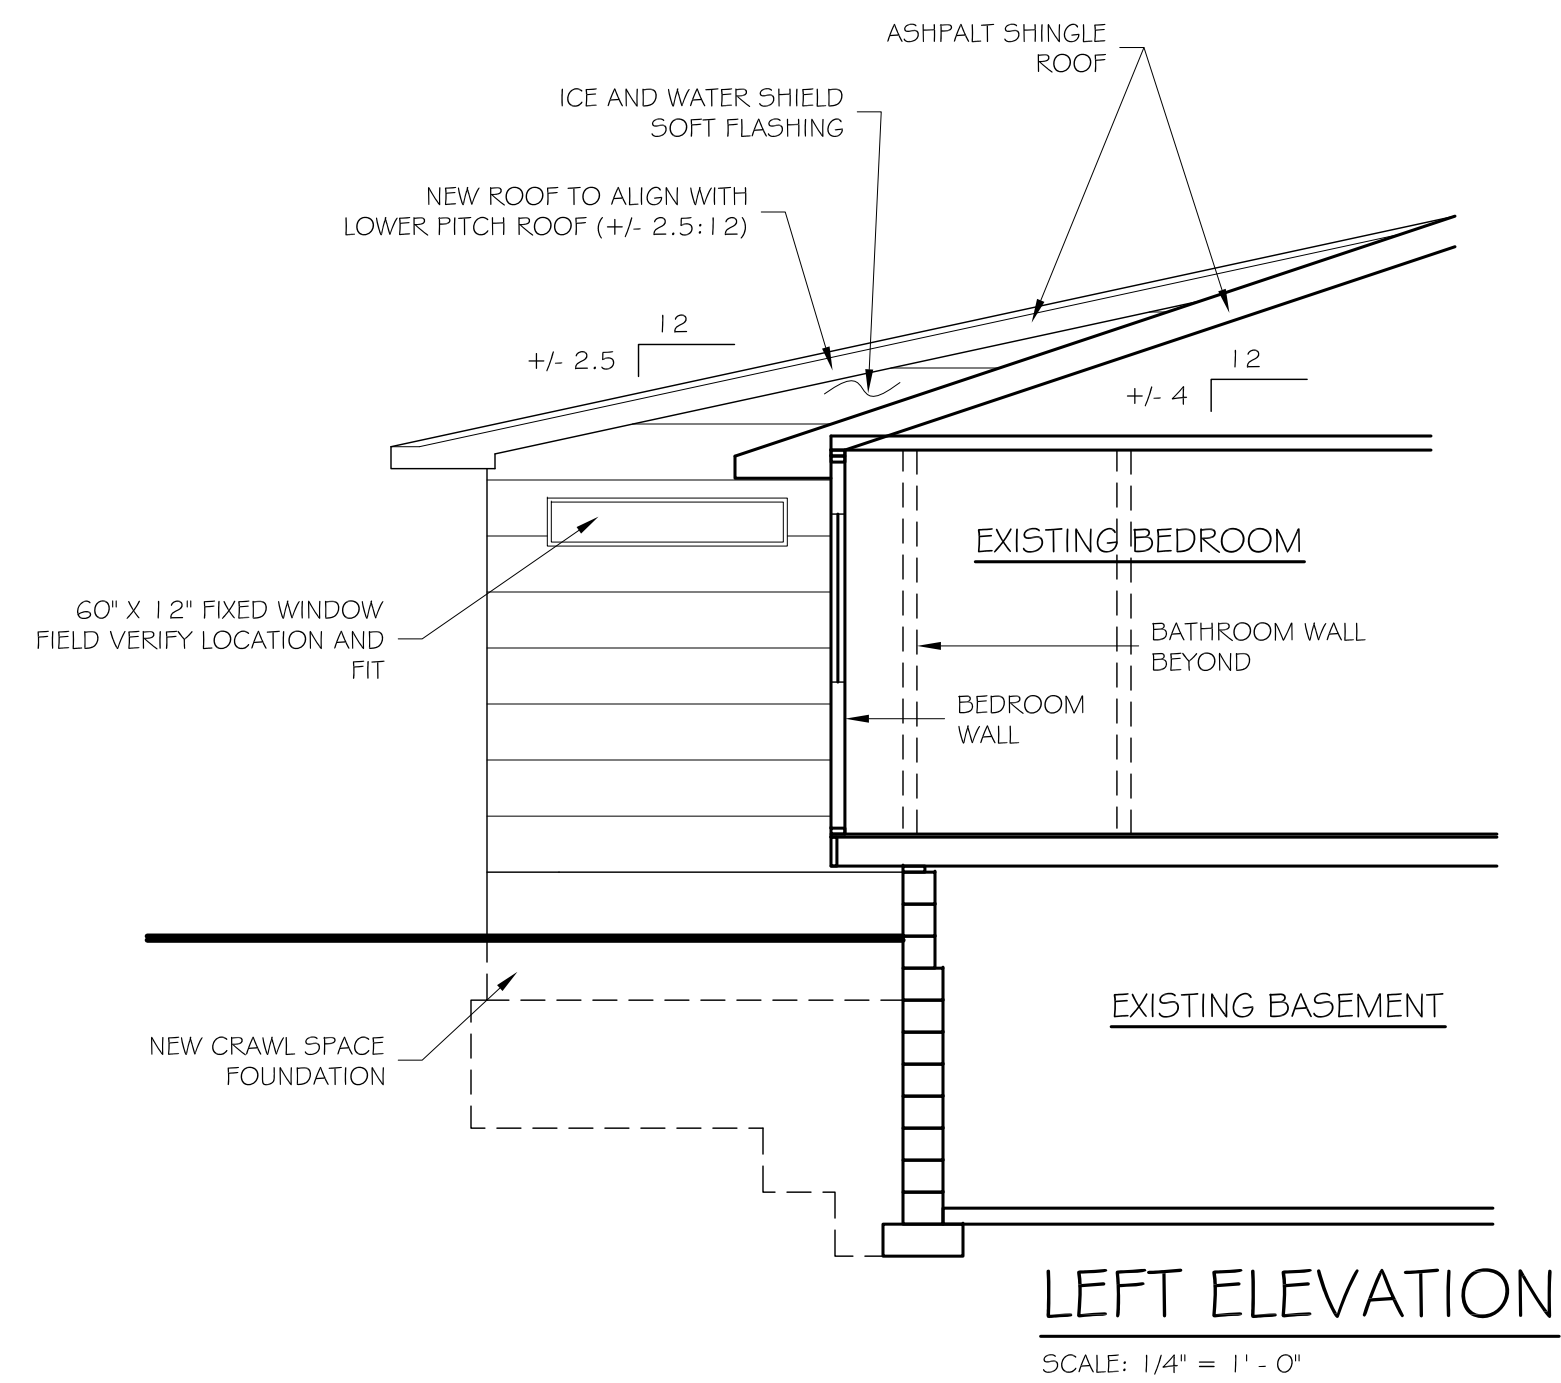 ASHPALT SHINGLE
ROOF
ICE AND WATER SHIELD
SOFT FLASHING
NEW ROOF TO ALIGN WITH
LOWER PITCH ROOF (+/- 2.5:12)
12
+/- 2.5
12
+/- 4
EXISTING BEDROOM
60" X 12" FIXED WINDOW
FIELD VERIFY LOCATION AND
FIT
BATHROOM WALL
BEYOND
BEDROOM
WALL
EXISTING BASEMENT
NEW CRAWL SPACE
FOUNDATION
LEFT ELEVATION
SCALE: 1/4" = 1' - 0"